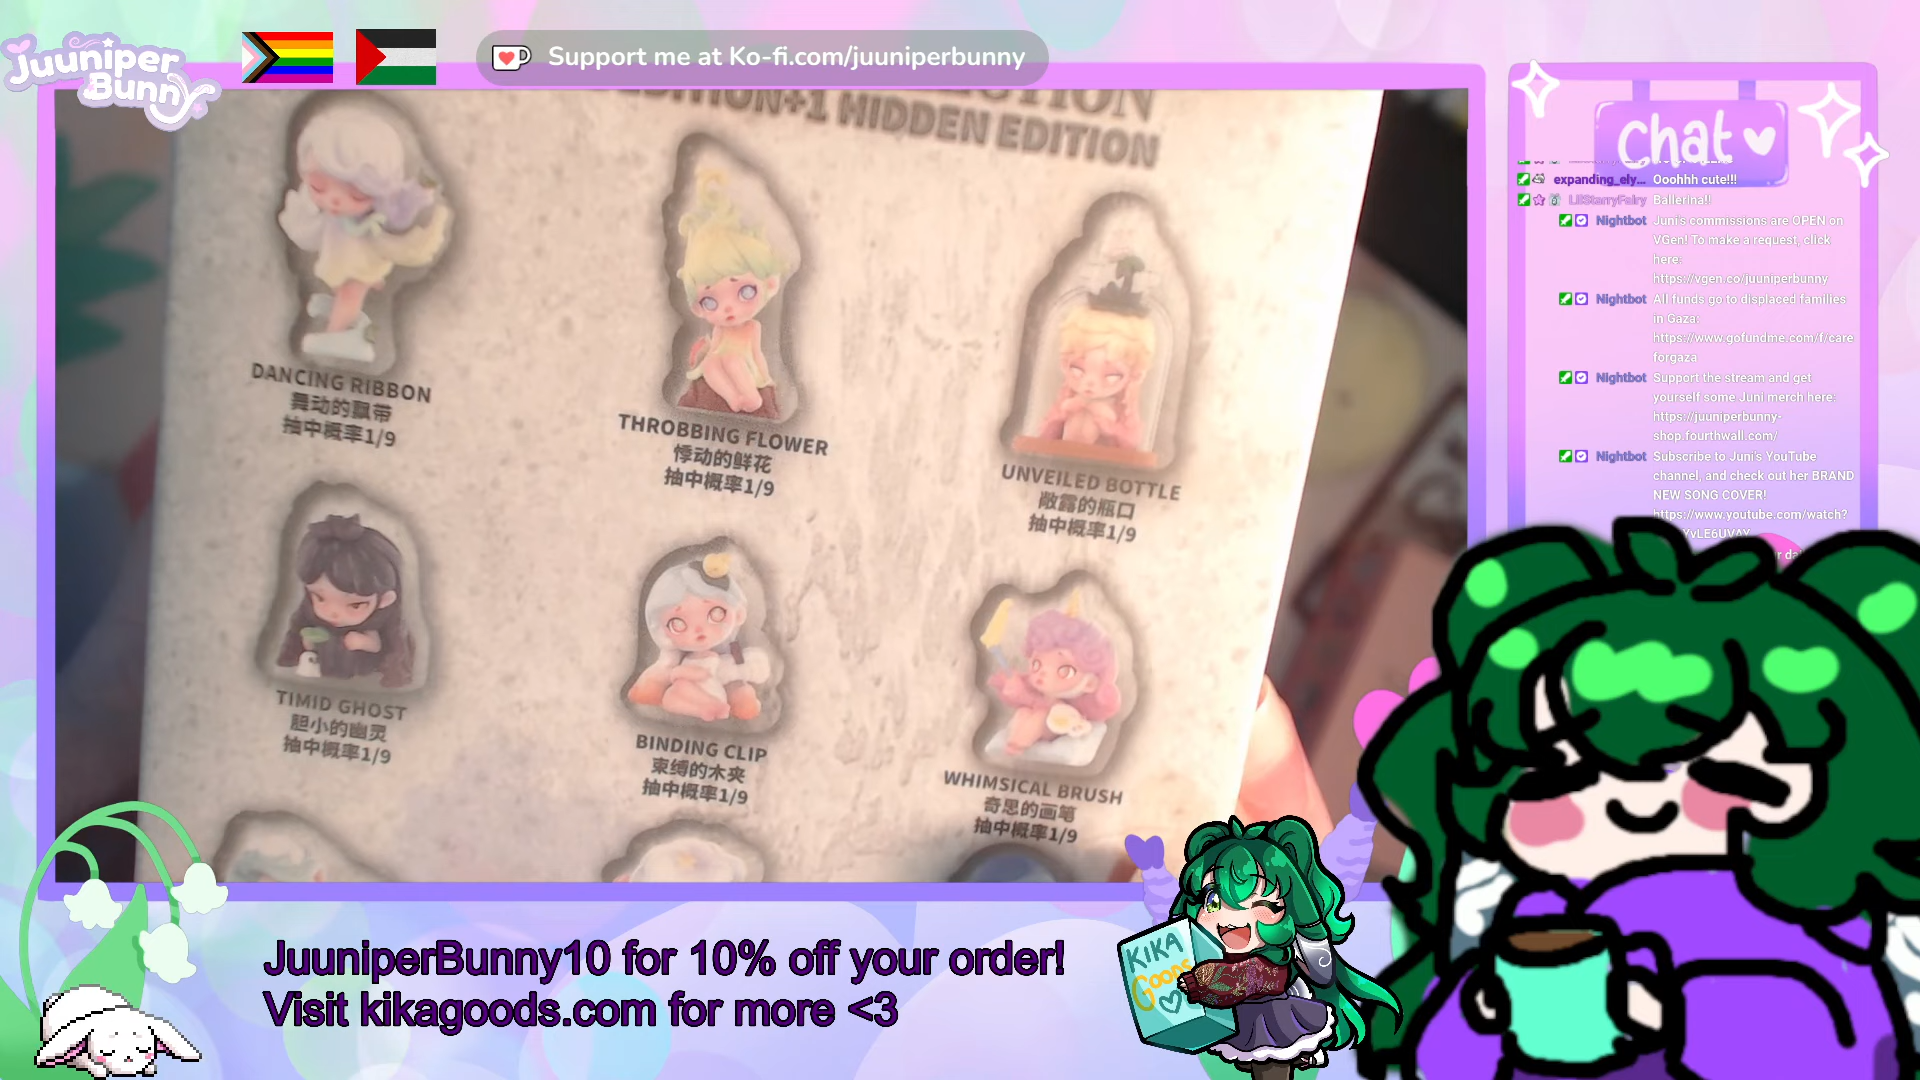 Juuniper
Bunny
Support me at Ko-fi.com/juuniperbunny
EDITION+1 HIDDEN EDITION
DANCING RIBBON
舞动的飘带
抽中概率1/9
THROBBING FLOWER
悸动的鲜花
抽中概率1/9
UNVEILED BOTTLE
敞露的瓶口
抽中概率1/9
TIMID GHOST
胆小的幽灵
抽中概率1/9
BINDING CLIP
束缚的木夹
抽中概率1/9
WHIMSICAL BRUSH
奇思的画笔
抽中概率1/9
Chat
expanding_ely... Ooohhh cute!!!
LilStarryFairy Ballerina!!
Nightbot Juni's commissions are OPEN on
VGen! To make a request, click
here:
https://vgen.co/juuniperbunny
Nightbot All funds go to displaced families
in Gaza:
https://www.gofundme.com/f/care
forgaza
Nightbot Support the stream and get
yourself some Juni merch here:
https://juuniperbunny-
shop.fourthwall.com/
Nightbot Subscribe to Juni's YouTube
channel, and check out her BRAND
NEW SONG COVER!
https://www.youtube.com/watch?
KIKA
Goods
JuuniperBunny10 for 10% off your order!
Visit kikagoods.com for more <3